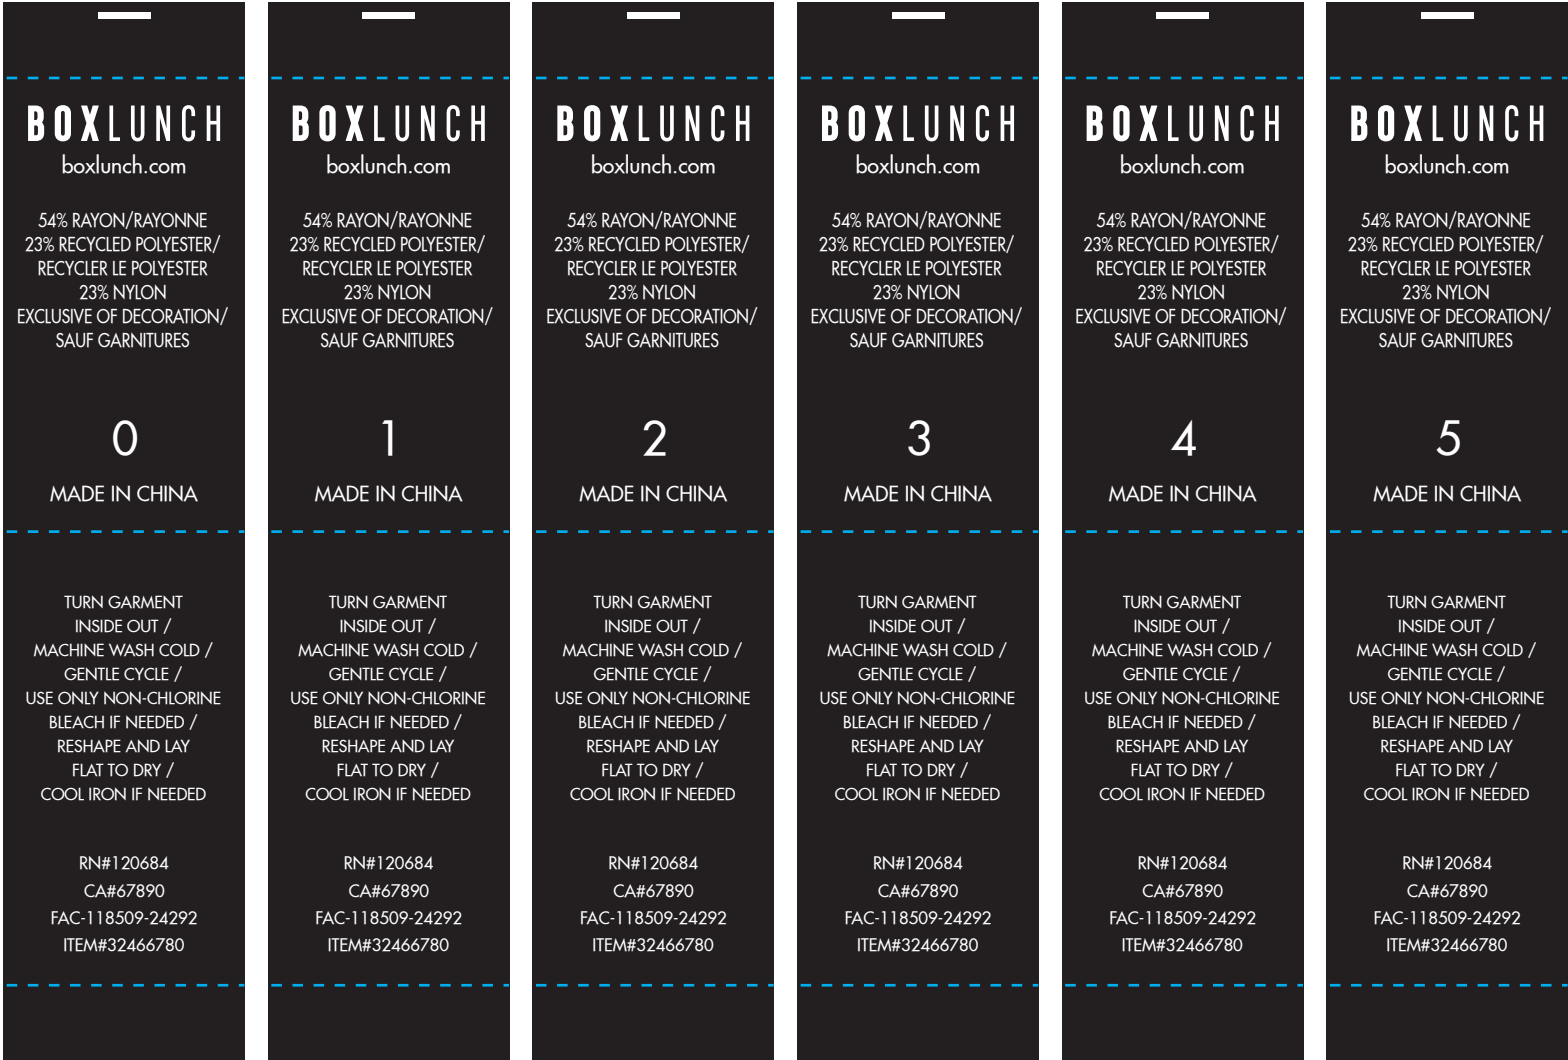 BOXLUNCH
boxlunch.com
54% RAYON/RAYONNE
23% RECYCLED POLYESTER/
RECYCLER LE POLYESTER
23% NYLON
EXCLUSIVE OF DECORATION/
SAUF GARNITURES
0
MADE IN CHINA
TURN GARMENT
INSIDE OUT /
MACHINE WASH COLD /
GENTLE CYCLE /
USE ONLY NON-CHLORINE
BLEACH IF NEEDED /
RESHAPE AND LAY
FLAT TO DRY /
COOL IRON IF NEEDED
RN#120684
CA#67890
FAC-118509-24292
ITEM#32466780
BOXLUNCH
boxlunch.com
54% RAYON/RAYONNE
23% RECYCLED POLYESTER/
RECYCLER LE POLYESTER
23% NYLON
EXCLUSIVE OF DECORATION/
SAUF GARNITURES
1
MADE IN CHINA
TURN GARMENT
INSIDE OUT /
MACHINE WASH COLD /
GENTLE CYCLE /
USE ONLY NON-CHLORINE
BLEACH IF NEEDED /
RESHAPE AND LAY
FLAT TO DRY /
COOL IRON IF NEEDED
RN#120684
CA#67890
FAC-118509-24292
ITEM#32466780
BOXLUNCH
boxlunch.com
54% RAYON/RAYONNE
23% RECYCLED POLYESTER/
RECYCLER LE POLYESTER
23% NYLON
EXCLUSIVE OF DECORATION/
SAUF GARNITURES
2
MADE IN CHINA
TURN GARMENT
INSIDE OUT /
MACHINE WASH COLD /
GENTLE CYCLE /
USE ONLY NON-CHLORINE
BLEACH IF NEEDED /
RESHAPE AND LAY
FLAT TO DRY /
COOL IRON IF NEEDED
RN#120684
CA#67890
FAC-118509-24292
ITEM#32466780
BOXLUNCH
boxlunch.com
54% RAYON/RAYONNE
23% RECYCLED POLYESTER/
RECYCLER LE POLYESTER
23% NYLON
EXCLUSIVE OF DECORATION/
SAUF GARNITURES
3
MADE IN CHINA
TURN GARMENT
INSIDE OUT /
MACHINE WASH COLD /
GENTLE CYCLE /
USE ONLY NON-CHLORINE
BLEACH IF NEEDED /
RESHAPE AND LAY
FLAT TO DRY /
COOL IRON IF NEEDED
RN#120684
CA#67890
FAC-118509-24292
ITEM#32466780
BOXLUNCH
boxlunch.com
54% RAYON/RAYONNE
23% RECYCLED POLYESTER/
RECYCLER LE POLYESTER
23% NYLON
EXCLUSIVE OF DECORATION/
SAUF GARNITURES
4
MADE IN CHINA
TURN GARMENT
INSIDE OUT /
MACHINE WASH COLD /
GENTLE CYCLE /
USE ONLY NON-CHLORINE
BLEACH IF NEEDED /
RESHAPE AND LAY
FLAT TO DRY /
COOL IRON IF NEEDED
RN#120684
CA#67890
FAC-118509-24292
ITEM#32466780
BOXLUNCH
boxlunch.com
54% RAYON/RAYONNE
23% RECYCLED POLYESTER/
RECYCLER LE POLYESTER
23% NYLON
EXCLUSIVE OF DECORATION/
SAUF GARNITURES
5
MADE IN CHINA
TURN GARMENT
INSIDE OUT /
MACHINE WASH COLD /
GENTLE CYCLE /
USE ONLY NON-CHLORINE
BLEACH IF NEEDED /
RESHAPE AND LAY
FLAT TO DRY /
COOL IRON IF NEEDED
RN#120684
CA#67890
FAC-118509-24292
ITEM#32466780